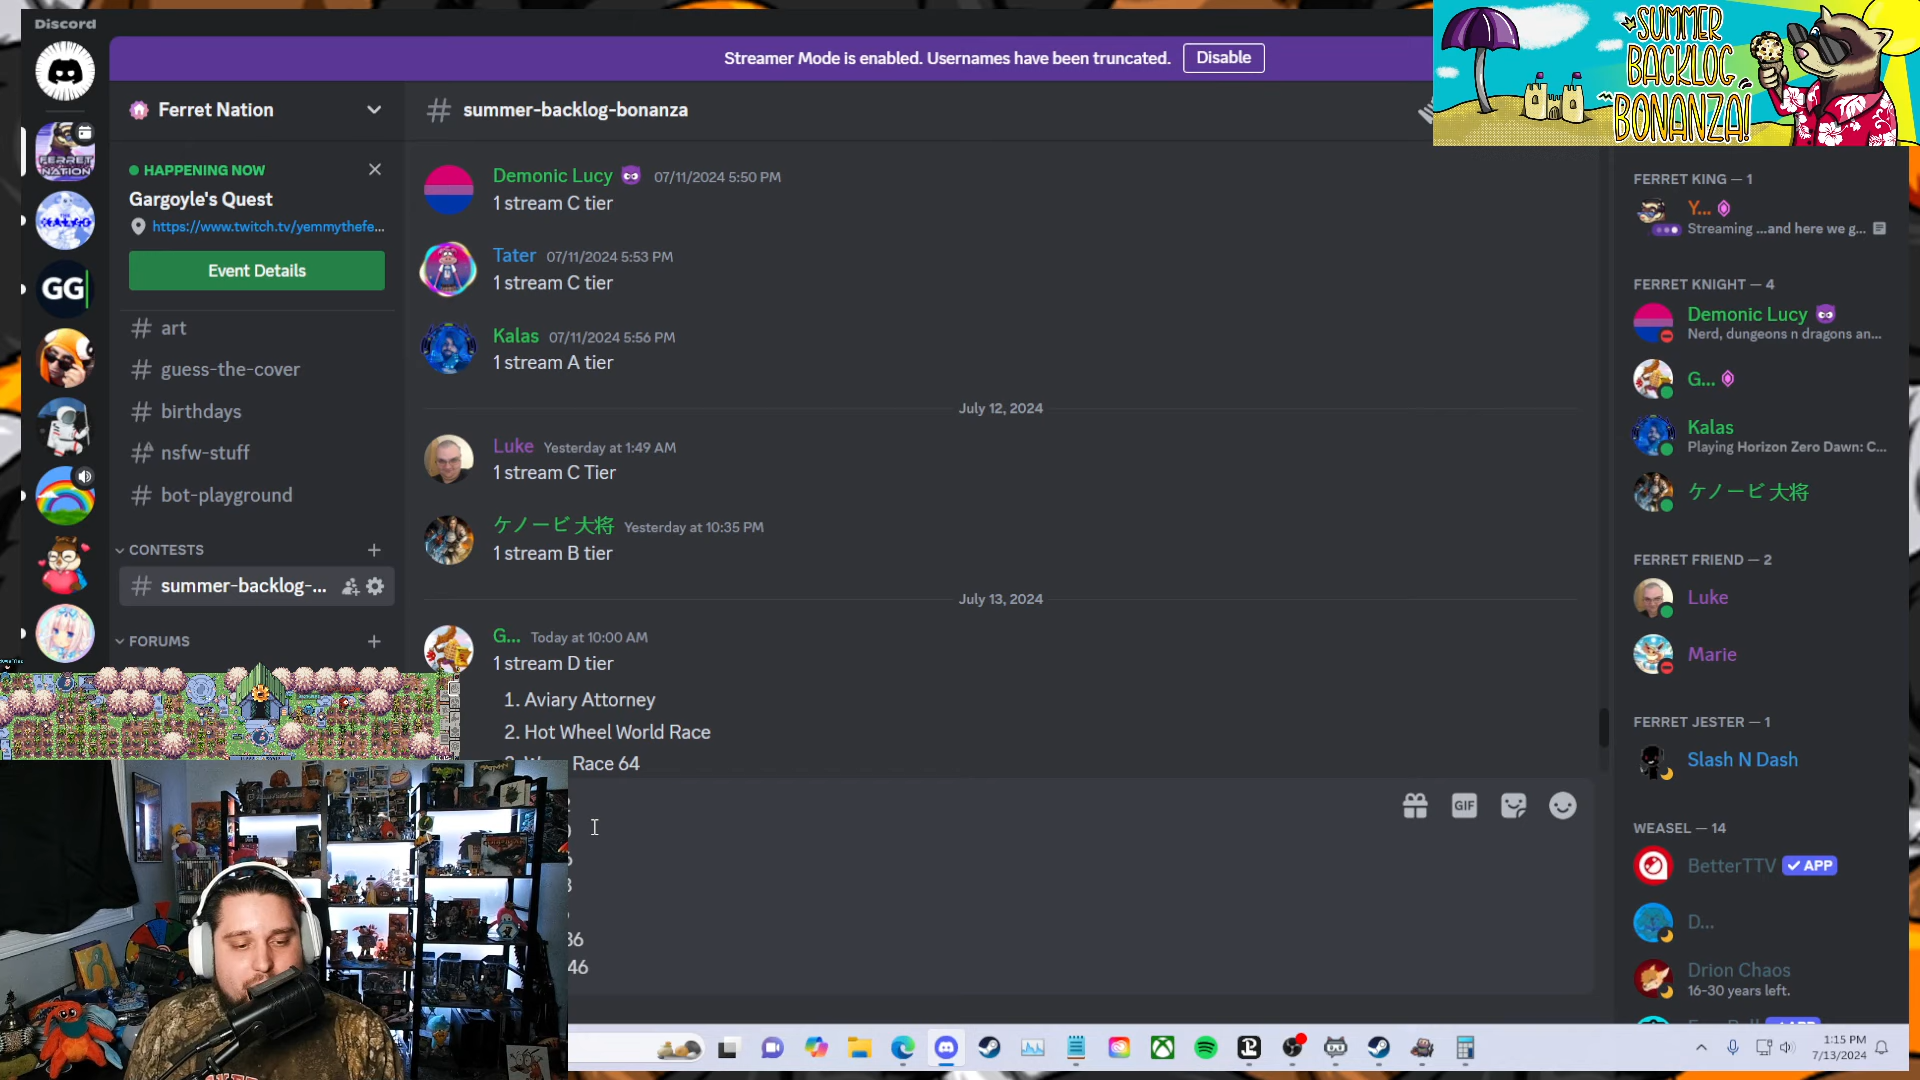 Discord
Streamer Mode is enabled. Usernames have been truncated.
Disable
SUMMER
BACKLOG
BONANZA!
Ferret Nation
summer-backlog-bonanza
HAPPENING NOW
Gargoyle's Quest
https://www.twitch.tv/yemmythefe...
Event Details
FERRET
NATION
GG
art
guess-the-cover
birthdays
nsfw-stuff
bot-playground
CONTESTS
summer-backlog-...
FORUMS
Demonic Lucy 07/11/2024 5:50 PM
1 stream C tier
Tater 07/11/2024 5:53 PM
1 stream C tier
Kalas 07/11/2024 5:56 PM
1 stream A tier
July 12, 2024
Luke Yesterday at 1:49 AM
1 stream C Tier
ケノービ 大将 Yesterday at 10:35 PM
1 stream B tier
July 13, 2024
G... Today at 10:00 AM
1 stream D tier
1. Aviary Attorney
2. Hot Wheel World Race
Race 64
36
46
GIF
FERRET KING — 1
Y...
Streaming ...and here we g...
FERRET KNIGHT — 4
Demonic Lucy
Nerd, dungeons n dragons an...
G...
Kalas
Playing Horizon Zero Dawn: C...
ケノービ 大将
FERRET FRIEND — 2
Luke
Marie
FERRET JESTER — 1
Slash N Dash
WEASEL — 14
BetterTTV ✓ APP
D...
Drion Chaos
16-30 years left.
1:15 PM
7/13/2024